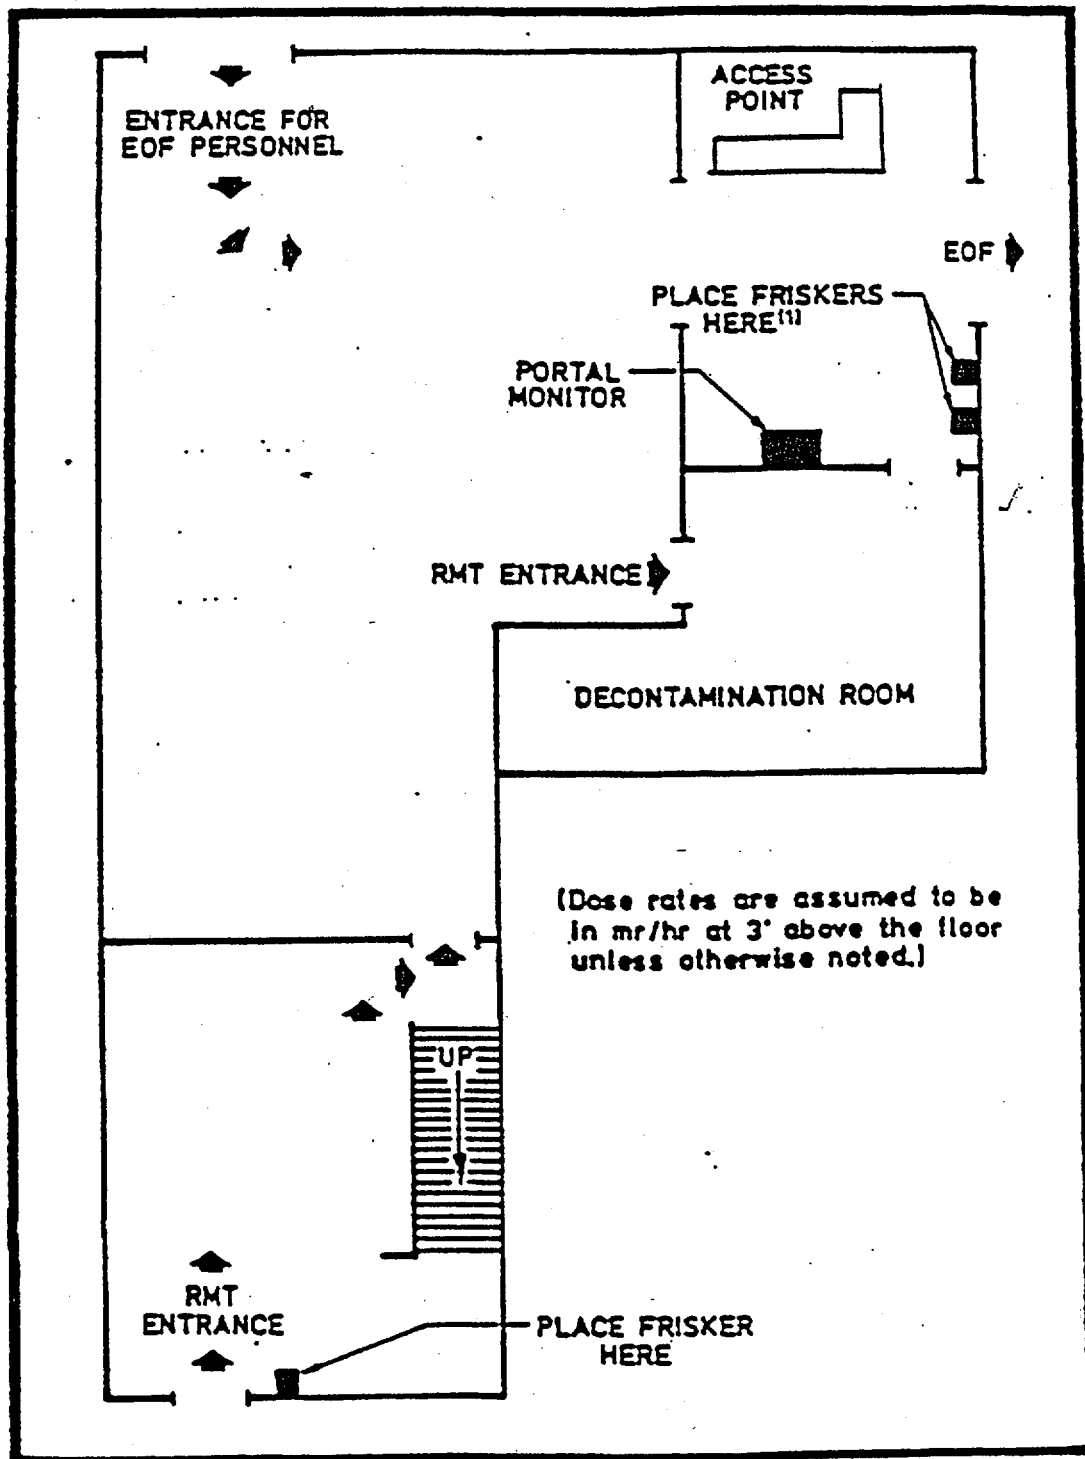 ACCESS
POINT
ENTRANCE FOR
EOF PERSONNEL
EOF
PLACE FRISKERS
HERE[1]
PORTAL
MONITOR
RMT ENTRANCE
DECONTAMINATION ROOM
(Dose rates are assumed to be
in mr/hr at 3' above the floor
unless otherwise noted.)
UP
RMT
ENTRANCE
PLACE FRISKER
HERE